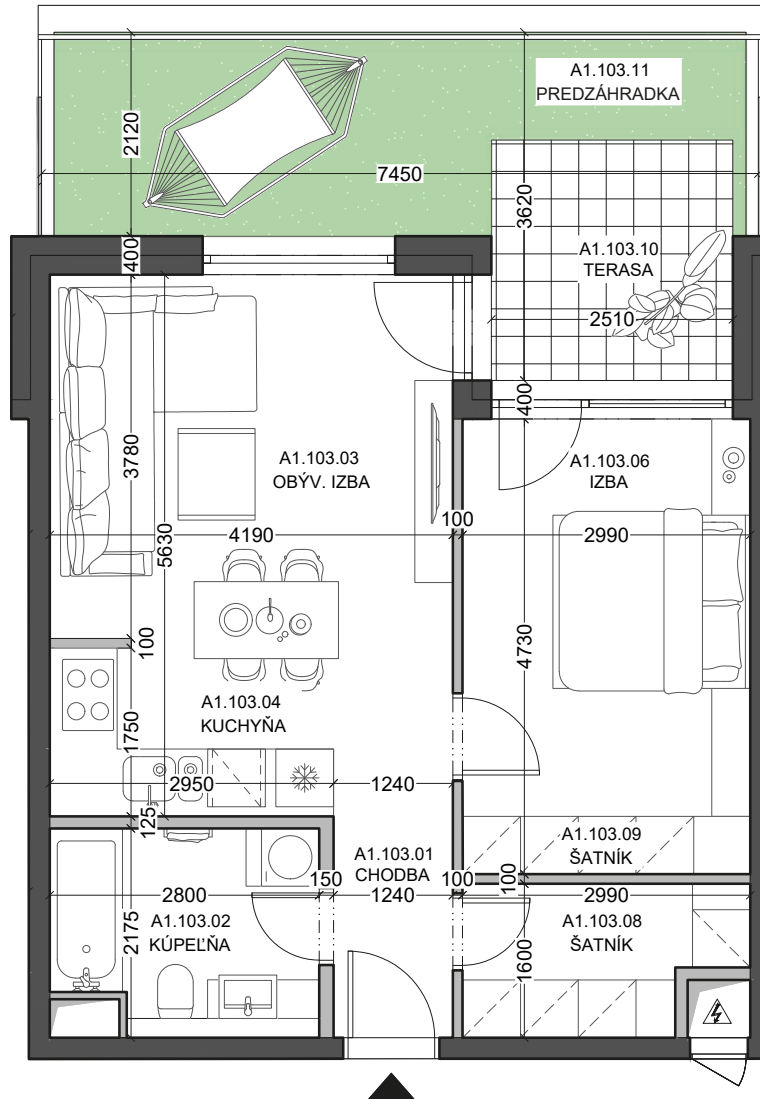 A1.103.11
PREDZÁHRADKA
2120
7450
3620
A1.103.10
TERASA
400
2510
400
3780
5630
A1.103.03
OBÝV. IZBA
A1.103.06
IZBA
4190
100
2990
4730
100
A1.103.04
KUCHYŇA
1750
2950
1240
125
A1.103.09
ŠATNÍK
A1.103.01
CHODBA
2800
150
1240
100
100
2990
2175
A1.103.02
KÚPEĽŇA
A1.103.08
ŠATNÍK
1600